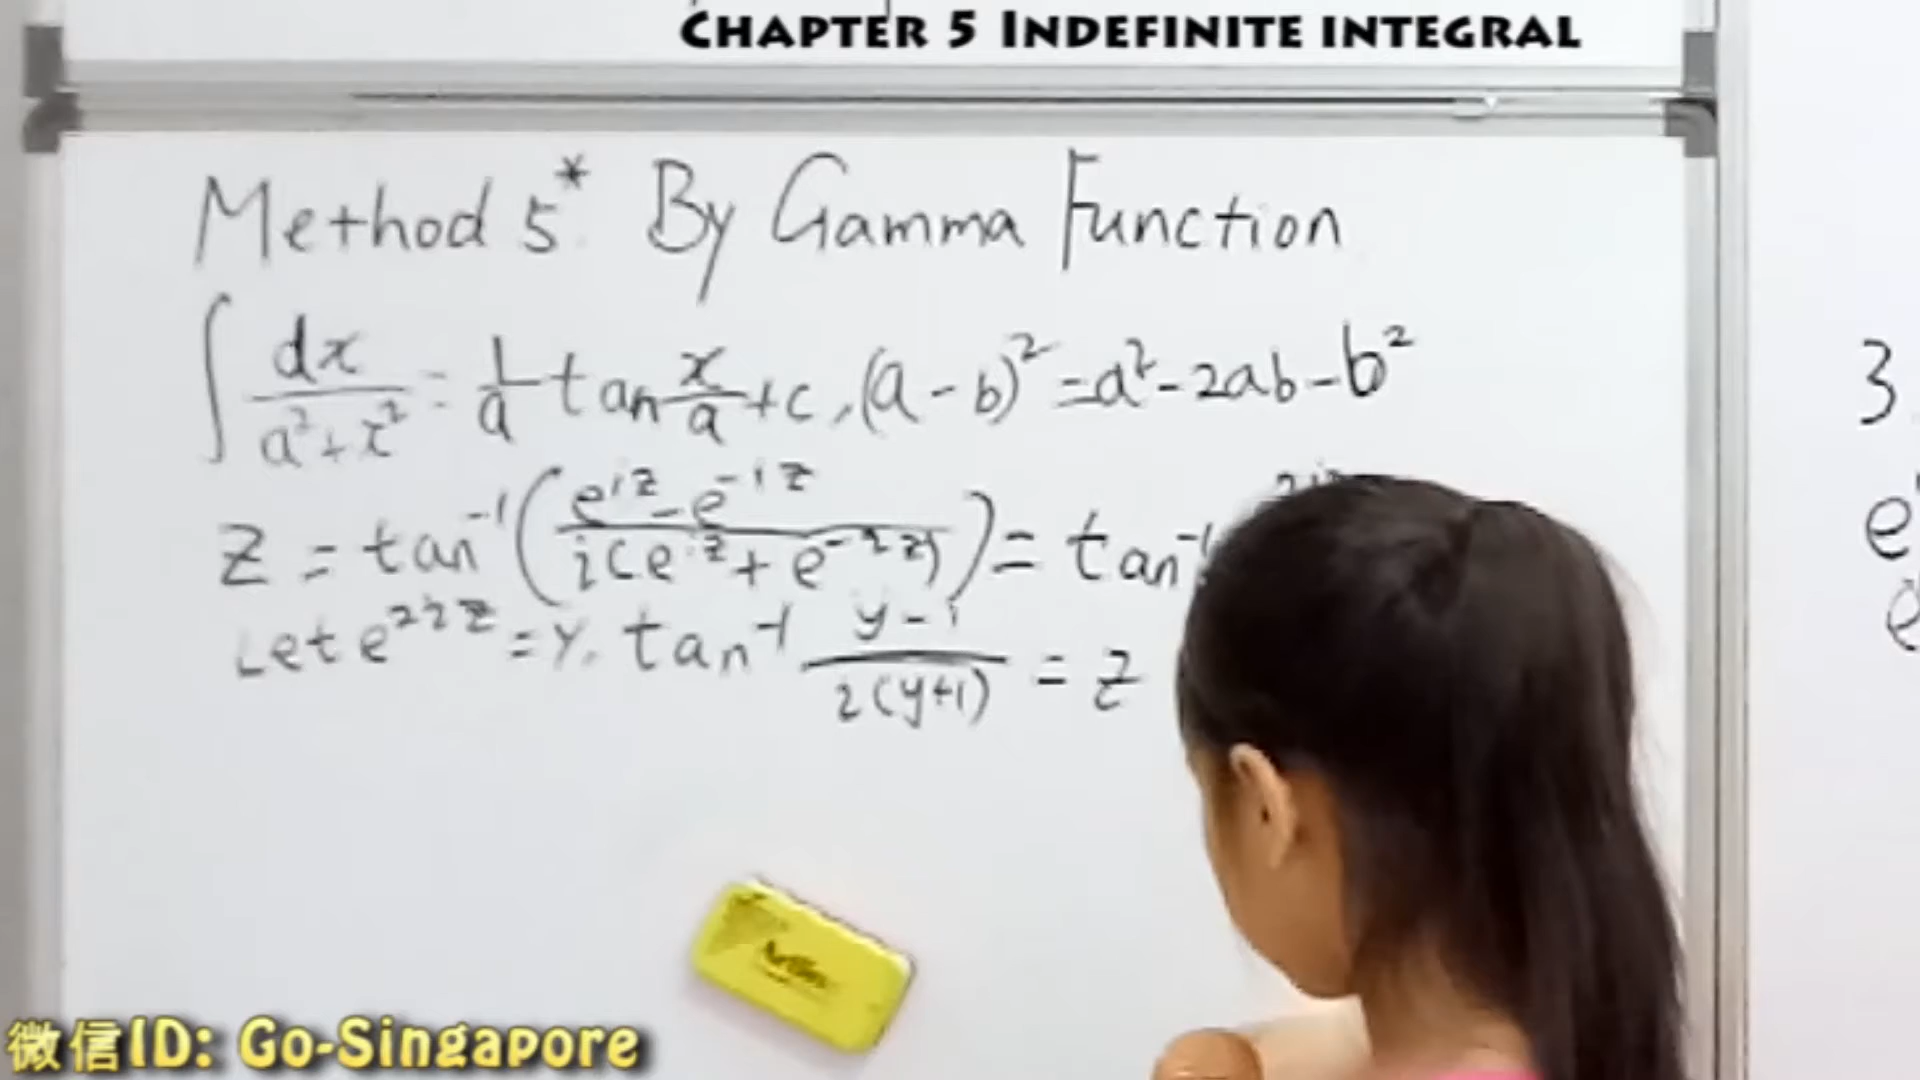 CHAPTER 5 INDEFINITE INTEGRAL
Method 5* By Gamma Function
∫ dx/(a²+x²) = 1/a tan x/a + c, (a-b)² = a²-2ab-b²
z = tan⁻¹((e^iz - e^-iz)/(i(e^iz + e^-iz))) = tan⁻¹
Let e^2iz = y. tan⁻¹ (y-1)/(i(y+1)) = z
3
e
e
微信ID: Go-Singapore